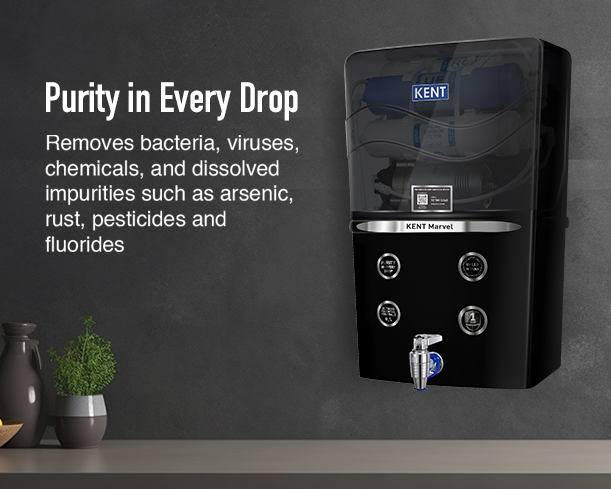 Purity in Every Drop
Removes bacteria, viruses,
chemicals, and dissolved
impurities such as arsenic,
rust, pesticides and
fluorides
UF
KENT
KENT Marvel